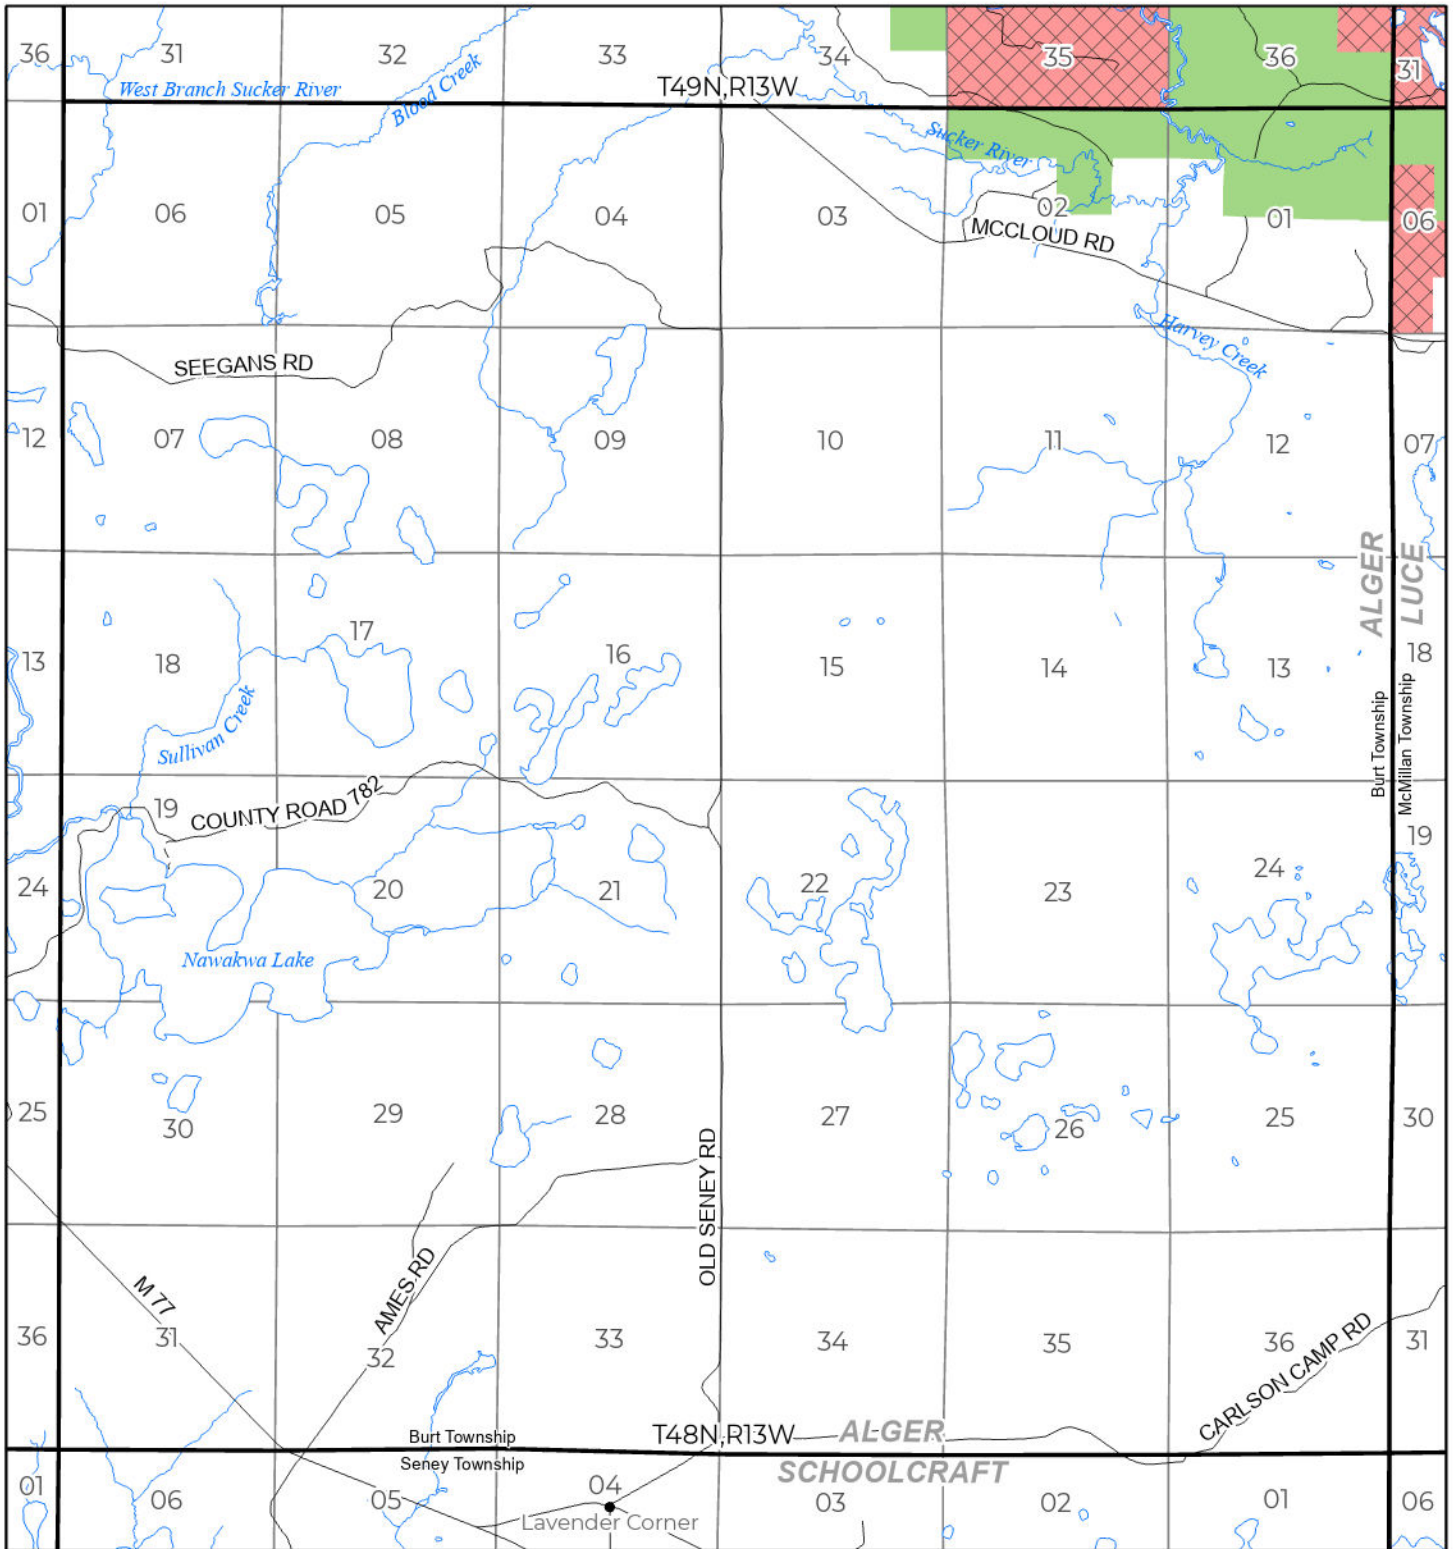 36 31 32 33 34 35 36 31
West Branch Sucker River
Blood Creek
T49N,R13W
Sucker River
01 06 05 04 03 02 01 06
MCCLOUD RD
Harvey Creek
SEEGANS RD
12 07 08 09 10 11 12 07
ALGER
LUCE
13 18 17 16 15 14 13 18
Sullivan Creek
Burt Township
McMillan Township
COUNTY ROAD 782
24 19 20 21 22 23 24 19
Nawakwa Lake
25 30 29 28 27 26 25 30
OLD SENEY RD
M 77
AMES RD
36 31 32 33 34 35 36 31
CARLSON CAMP RD
Burt Township
T48N,R13W
ALGER
Seney Township
SCHOOLCRAFT
01 06 05 04 03 02 01 06
Lavender Corner